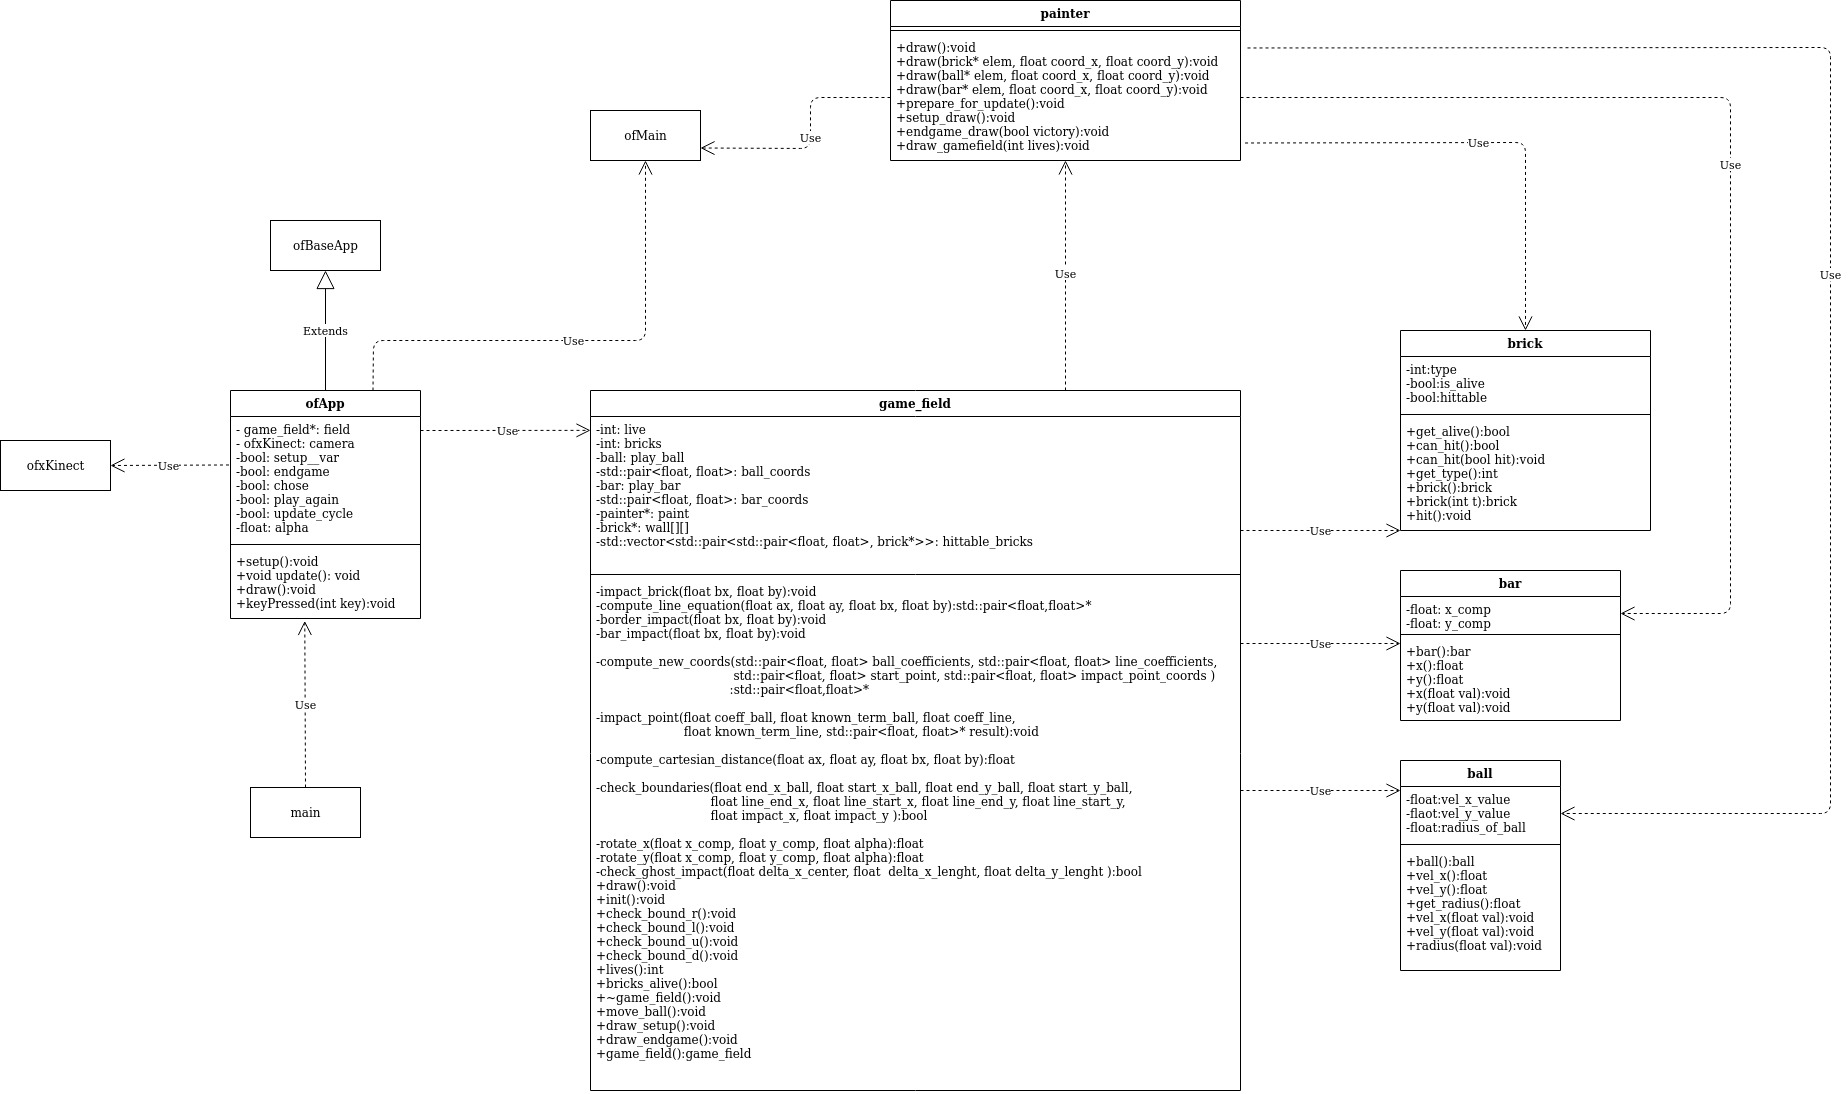 painter
+draw():void
+draw(brick* elem, float coord_x, float coord_y):void
+draw(ball* elem, float coord_x, float coord_y):void
+draw(bar* elem, float coord_x, float coord_y):void
+prepare_for_update():void
+setup_draw():void
+endgame_draw(bool victory):void
+draw_gamefield(int lives):void
ofMain
Use
Use
Use
Use
Use
Use
ofBaseApp
Extends
ofApp
- game_field*: field
- ofxKinect: camera
-bool: setup__var
-bool: endgame
-bool: chose
-bool: play_again
-bool: update_cycle
-float: alpha
+setup():void
+void update(): void
+draw():void
+keyPressed(int key):void
ofxKinect
Use
Use
Use
main
game_field
-int: live
-int: bricks
-ball: play_ball
-std::pair<float, float>: ball_coords
-bar: play_bar
-std::pair<float, float>: bar_coords
-painter*: paint
-brick*: wall[][]
-std::vector<std::pair<std::pair<float, float>, brick*>>: hittable_bricks
-impact_brick(float bx, float by):void
-compute_line_equation(float ax, float ay, float bx, float by):std::pair<float,float>*
-border_impact(float bx, float by):void
-bar_impact(float bx, float by):void
-compute_new_coords(std::pair<float, float> ball_coefficients, std::pair<float, float> line_coefficients,
std::pair<float, float> start_point, std::pair<float, float> impact_point_coords )
:std::pair<float,float>*
-impact_point(float coeff_ball, float known_term_ball, float coeff_line,
float known_term_line, std::pair<float, float>* result):void
-compute_cartesian_distance(float ax, float ay, float bx, float by):float
-check_boundaries(float end_x_ball, float start_x_ball, float end_y_ball, float start_y_ball,
float line_end_x, float line_start_x, float line_end_y, float line_start_y,
float impact_x, float impact_y ):bool
-rotate_x(float x_comp, float y_comp, float alpha):float
-rotate_y(float x_comp, float y_comp, float alpha):float
-check_ghost_impact(float delta_x_center, float  delta_x_lenght, float delta_y_lenght ):bool
+draw():void
+init():void
+check_bound_r():void
+check_bound_l():void
+check_bound_u():void
+check_bound_d():void
+lives():int
+bricks_alive():bool
+~game_field():void
+move_ball():void
+draw_setup():void
+draw_endgame():void
+game_field():game_field
Use
Use
Use
brick
-int:type
-bool:is_alive
-bool:hittable
+get_alive():bool
+can_hit():bool
+can_hit(bool hit):void
+get_type():int
+brick():brick
+brick(int t):brick
+hit():void
bar
-float: x_comp
-float: y_comp
+bar():bar
+x():float
+y():float
+x(float val):void
+y(float val):void
ball
-float:vel_x_value
-flaot:vel_y_value
-float:radius_of_ball
+ball():ball
+vel_x():float
+vel_y():float
+get_radius():float
+vel_x(float val):void
+vel_y(float val):void
+radius(float val):void